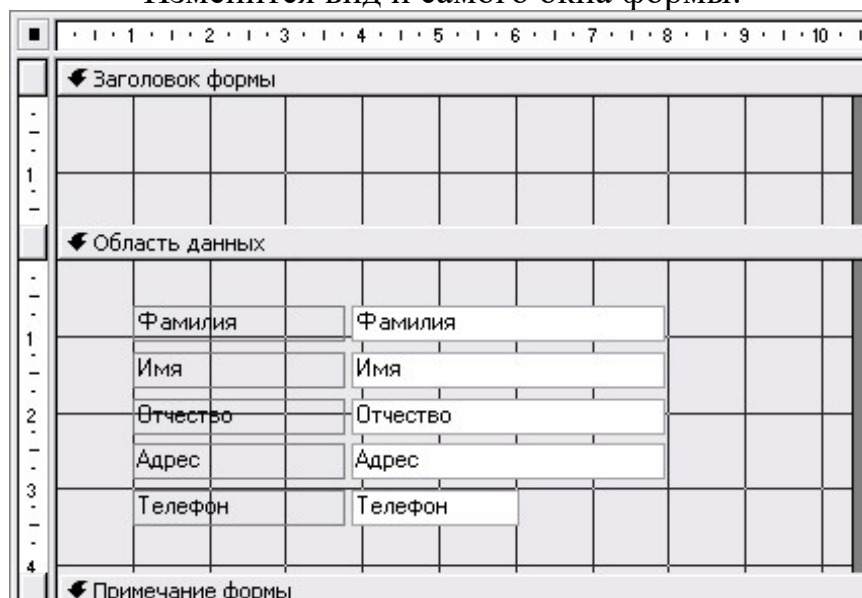 Изменится вид и самого окна формы.
1 2 3 4 5 6 7 8 9 10
Заголовок формы
1
Область данных
Фамилия Фамилия
1
Имя Имя
2 Отчество Отчество
Адрес Адрес
3
Телефон Телефон
4
Примечание формы